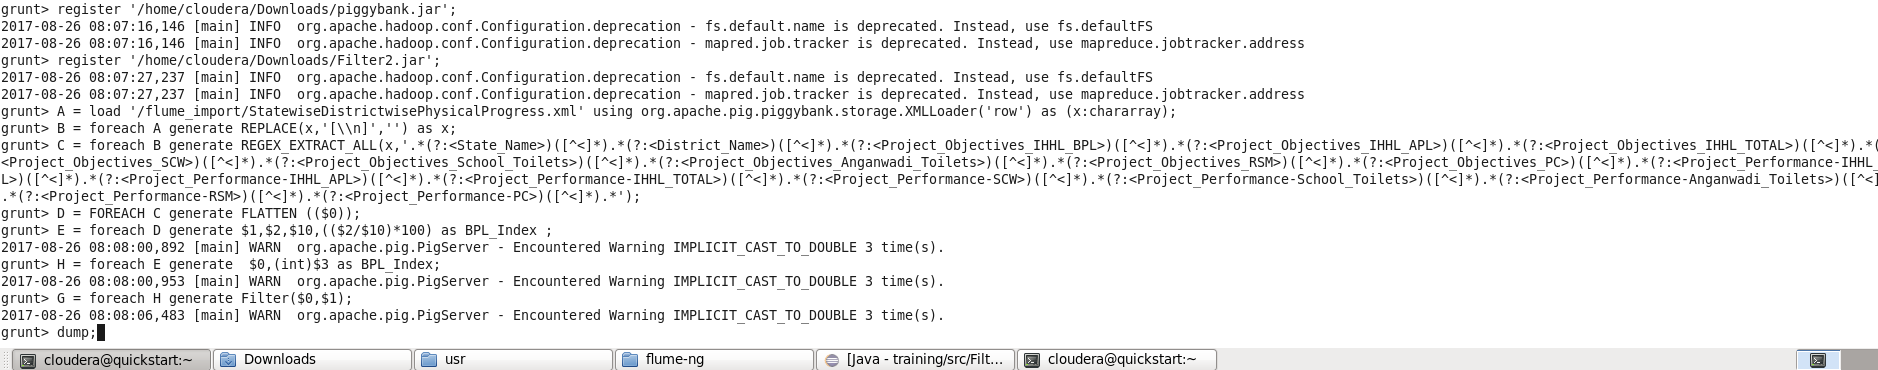 grunt> register '/home/cloudera/Downloads/piggybank.jar';
2017-08-26 08:07:16,146 [main] INFO  org.apache.hadoop.conf.Configuration.deprecation - fs.default.name is deprecated. Instead, use fs.defaultFS
2017-08-26 08:07:16,146 [main] INFO  org.apache.hadoop.conf.Configuration.deprecation - mapred.job.tracker is deprecated. Instead, use mapreduce.jobtracker.address
grunt> register '/home/cloudera/Downloads/Filter2.jar';
2017-08-26 08:07:27,237 [main] INFO  org.apache.hadoop.conf.Configuration.deprecation - fs.default.name is deprecated. Instead, use fs.defaultFS
2017-08-26 08:07:27,237 [main] INFO  org.apache.hadoop.conf.Configuration.deprecation - mapred.job.tracker is deprecated. Instead, use mapreduce.jobtracker.address
grunt> A = load '/flume_import/StatewiseDistrictwisePhysicalProgress.xml' using org.apache.pig.piggybank.storage.XMLLoader('row') as (x:chararray);
grunt> B = foreach A generate REPLACE(x,'[\\n]','') as x;
grunt> C = foreach B generate REGEX_EXTRACT_ALL(x,'.*(?:<State_Name>)([^<]*).*(?:<District_Name>)([^<]*).*(?:<Project_Objectives_IHHL_BPL>)([^<]*).*(?:<Project_Objectives_IHHL_APL>)([^<]*).*(?:<Project_Objectives_IHHL_TOTAL>)([^<]*).*(
<Project_Objectives_SCW>)([^<]*).*(?:<Project_Objectives_School_Toilets>)([^<]*).*(?:<Project_Objectives_Anganwadi_Toilets>)([^<]*).*(?:<Project_Objectives_RSM>)([^<]*).*(?:<Project_Objectives_PC>)([^<]*).*(?:<Project_Performance-IHHL_
L>)([^<]*).*(?:<Project_Performance-IHHL_APL>)([^<]*).*(?:<Project_Performance-IHHL_TOTAL>)([^<]*).*(?:<Project_Performance-SCW>)([^<]*).*(?:<Project_Performance-School_Toilets>)([^<]*).*(?:<Project_Performance-Anganwadi_Toilets>)([^<]
.*(?:<Project_Performance-RSM>)([^<]*).*(?:<Project_Performance-PC>)([^<]*).*');
grunt> D = FOREACH C generate FLATTEN (($0));
grunt> E = foreach D generate $1,$2,$10,(($2/$10)*100) as BPL_Index ;
2017-08-26 08:08:00,892 [main] WARN  org.apache.pig.PigServer - Encountered Warning IMPLICIT_CAST_TO_DOUBLE 3 time(s).
grunt> H = foreach E generate  $0,(int)$3 as BPL_Index;
2017-08-26 08:08:00,953 [main] WARN  org.apache.pig.PigServer - Encountered Warning IMPLICIT_CAST_TO_DOUBLE 3 time(s).
grunt> G = foreach H generate Filter($0,$1);
2017-08-26 08:08:06,483 [main] WARN  org.apache.pig.PigServer - Encountered Warning IMPLICIT_CAST_TO_DOUBLE 3 time(s).
grunt> dump;
cloudera@quickstart:~ Downloads usr flume-ng [Java - training/src/Filt... cloudera@quickstart:~